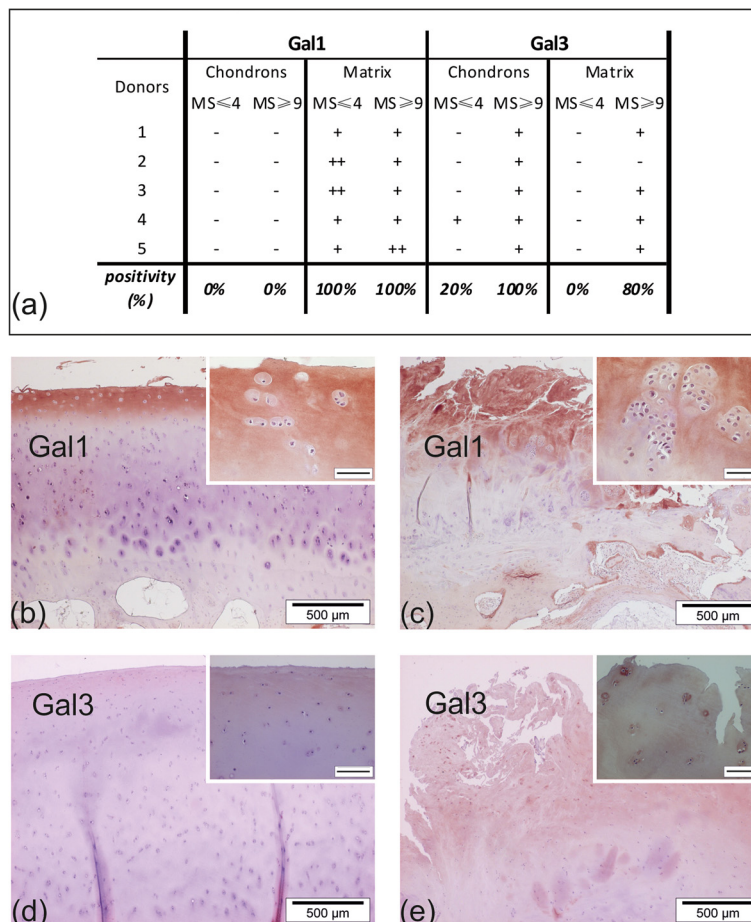 Gal1 Gal3
Donors Chondrons Matrix Chondrons Matrix
MS≤4 MS≥9 MS≤4 MS≥9 MS≤4 MS≥9 MS≤4 MS≥9
1 - - + + - + - +
2 - - ++ + - + - -
3 - - ++ + - + - +
4 - - + + + + - +
5 - - + ++ - + - +
positivity (%) 0% 0% 100% 100% 20% 100% 0% 80%
(a)
Gal1
500 µm
(b)
Gal1
500 µm
(c)
Gal3
500 µm
(d)
Gal3
500 µm
(e)